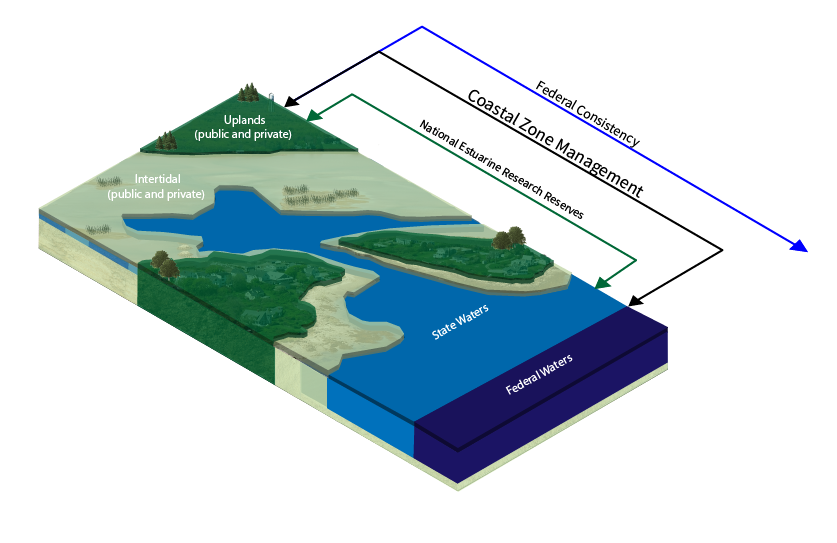 Federal Consistency
Coastal Zone Management
National Estuarine Research Reserves
Uplands
(public and private)
Intertidal
(public and private)
State Waters
Federal Waters